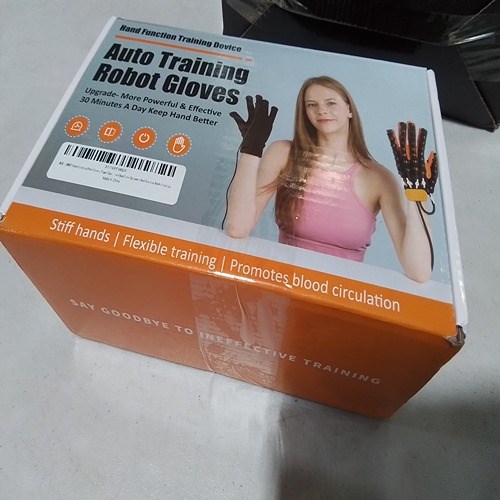 Hand Function Training Device
Auto Training
Robot Gloves
Upgrade- More Powerful & Effective
30 Minutes A Day Keep Hand Better
Stiff hands | Flexible training | Promotes blood circulation
SAY GOODBYE TO INEFFECTIVE TRAINING